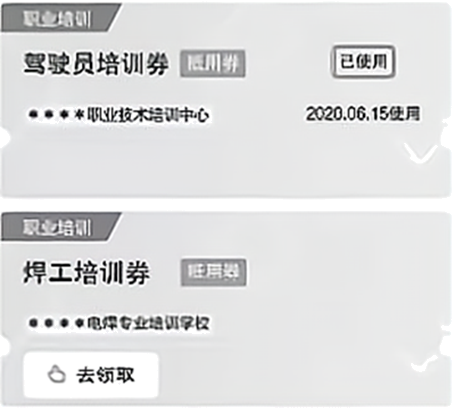 职业培训
驾驶员培训券 抵用券 已使用
****职业技术培训中心 2020.06.15使用
职业培训
焊工培训券 抵用券
****电焊专业培训学校
去领取